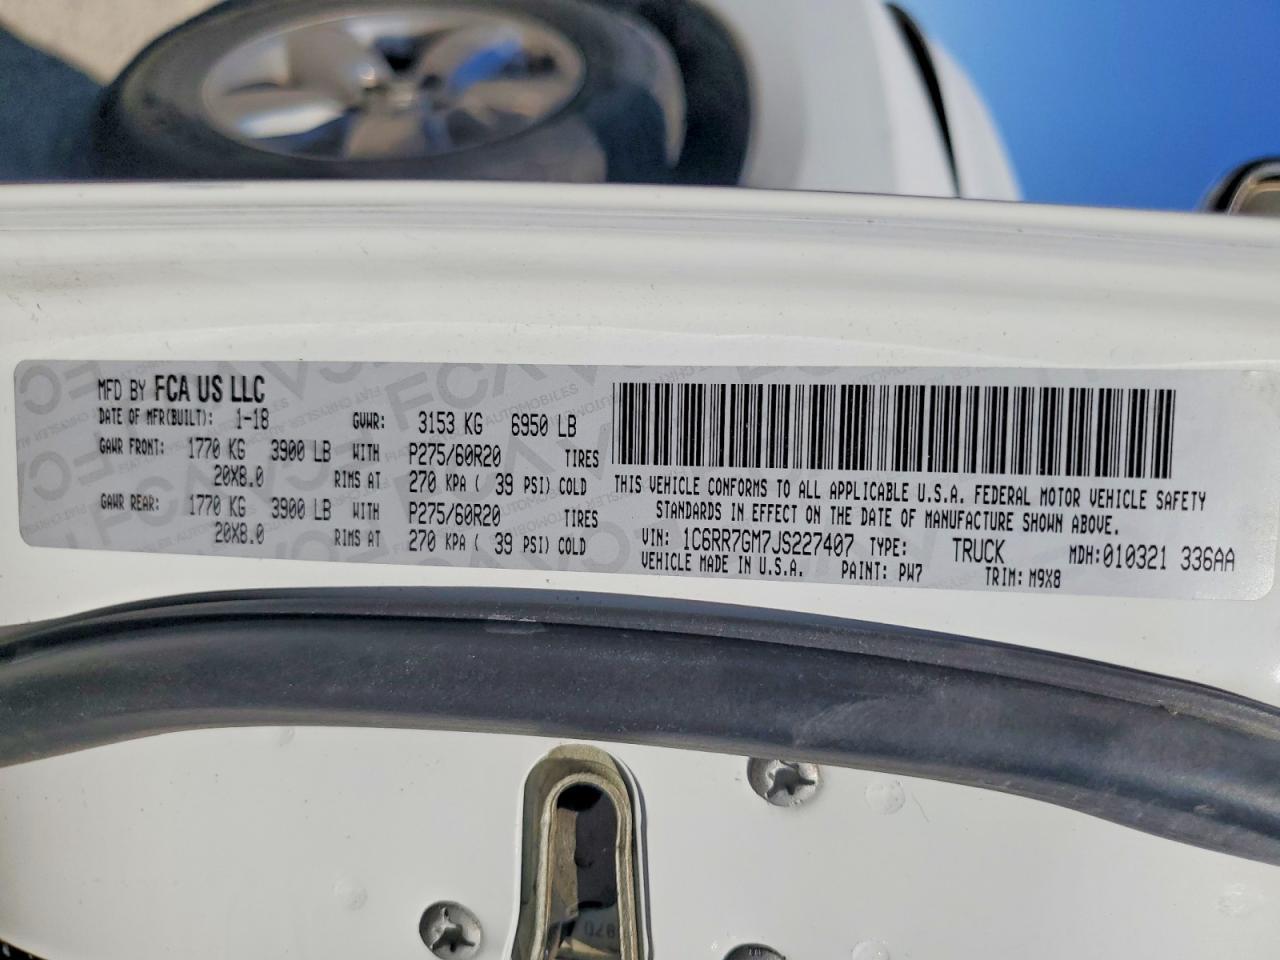 MFD BY FCA US LLC
DATE OF MFR(BUILT): 1-18 GVWR: 3153 KG 6950 LB
GAWR FRONT: 1770 KG 3900 LB WITH P275/60R20 TIRES
20X8.0 RIMS AT 270 KPA ( 39 PSI) COLD
GAWR REAR: 1770 KG 3900 LB WITH P275/60R20 TIRES
20X8.0 RIMS AT 270 KPA ( 39 PSI) COLD
THIS VEHICLE CONFORMS TO ALL APPLICABLE U.S.A. FEDERAL MOTOR VEHICLE SAFETY
STANDARDS IN EFFECT ON THE DATE OF MANUFACTURE SHOWN ABOVE.
VIN: 1C6RR7GM7JS227407 TYPE: TRUCK MDH:010321 336AA
VEHICLE MADE IN U.S.A. PAINT: PW7 TRIM: M9X8